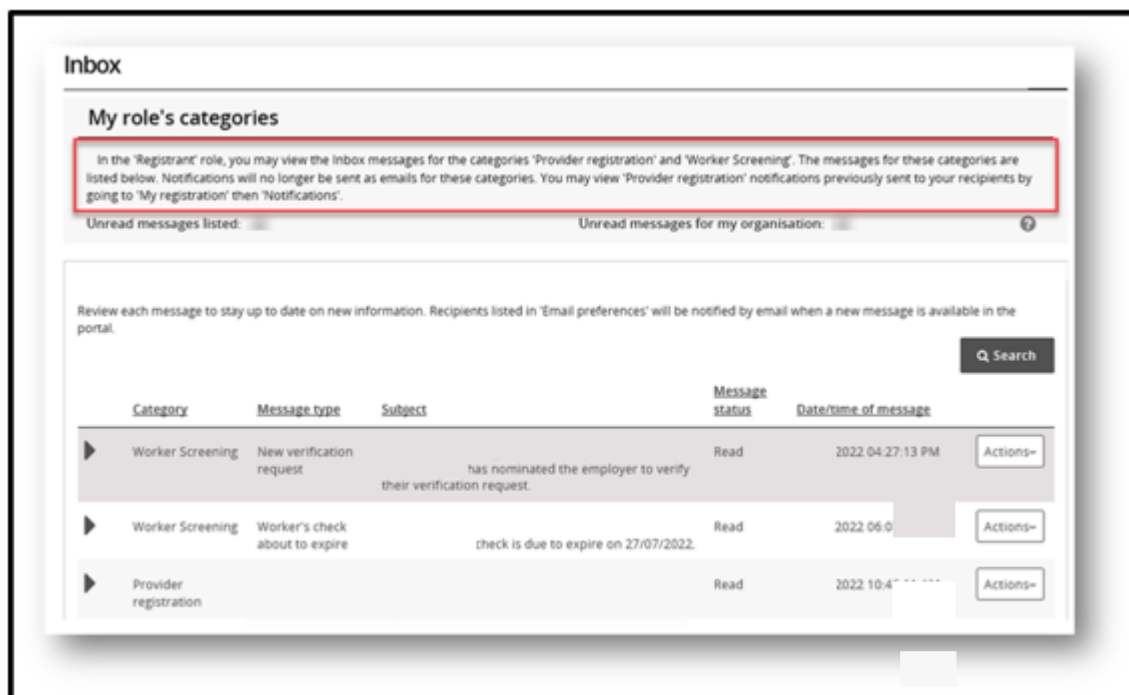 Inbox
My role's categories
In the 'Registrant' role, you may view the Inbox messages for the categories 'Provider registration' and 'Worker Screening'. The messages for these categories are
listed below. Notifications will no longer be sent as emails for these categories. You may view 'Provider registration' notifications previously sent to your recipients by
going to 'My registration' then 'Notifications'.
Unread messages listed: Unread messages for my organisation: ?
Review each message to stay up to date on new information. Recipients listed in 'Email preferences' will be notified by email when a new message is available in the
portal.
Search
Category Message type Subject Message status Date/time of message
Worker Screening New verification Read 2022 04:27:13 PM Actions
request has nominated the employer to verify
their verification request.
Worker Screening Worker's check Read 2022 Actions
about to expire check is due to expire on 27/07/2022.
Provider Read 2022 Actions
registration